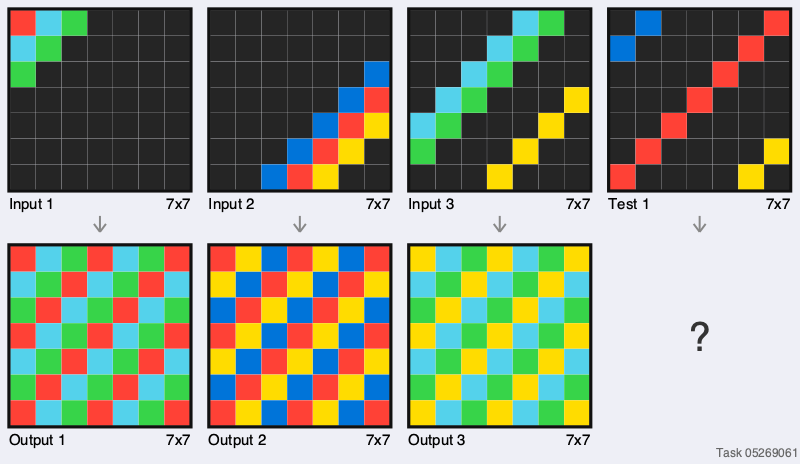 Input 1 7x7
Input 2 7x7
Input 3 7x7
Test 1 7x7
?
Output 1 7x7
Output 2 7x7
Output 3 7x7
Task 05269061